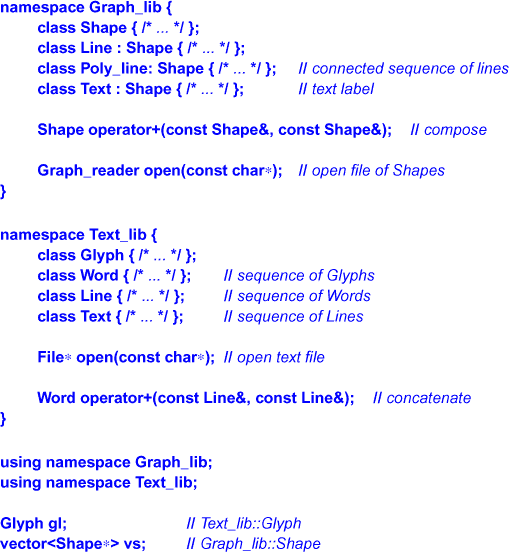 namespace Graph_lib {
class Shape { /* ... */ };
class Line : Shape { /* ... */ };
class Poly_line: Shape { /* ... */ }; // connected sequence of lines
class Text : Shape { /* ... */ }; // text label
Shape operator+(const Shape&, const Shape&); // compose
Graph_reader open(const char*); // open file of Shapes
}
namespace Text_lib {
class Glyph { /* ... */ };
class Word { /* ... */ }; // sequence of Glyphs
class Line { /* ... */ }; // sequence of Words
class Text { /* ... */ }; // sequence of Lines
File* open(const char*); // open text file
Word operator+(const Line&, const Line&); // concatenate
}
using namespace Graph_lib;
using namespace Text_lib;
Glyph gl; // Text_lib::Glyph
vector<Shape*> vs; // Graph_lib::Shape